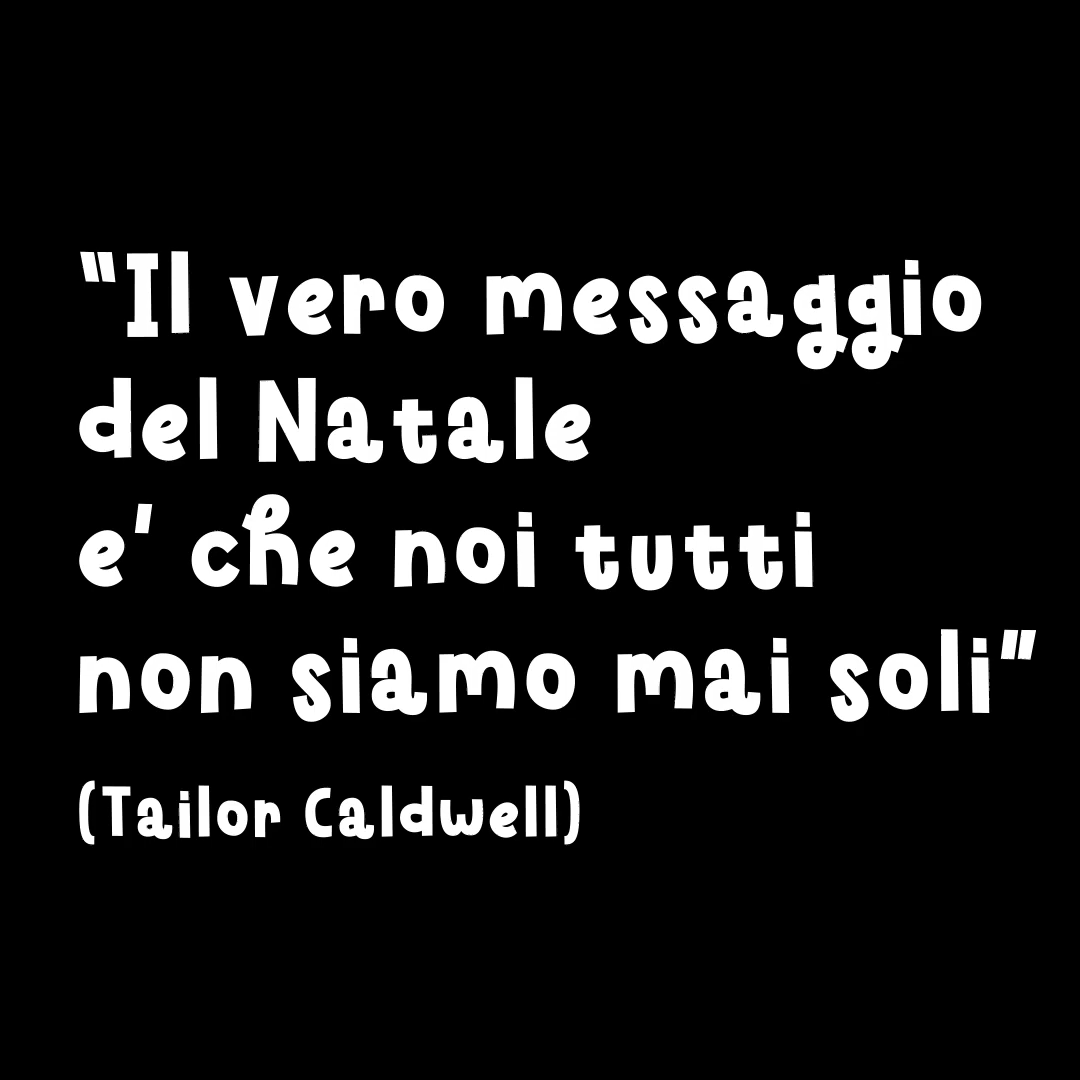 "Il vero messaggio
del Natale
e' che noi tutti
non siamo mai soli"
(Tailor Caldwell)